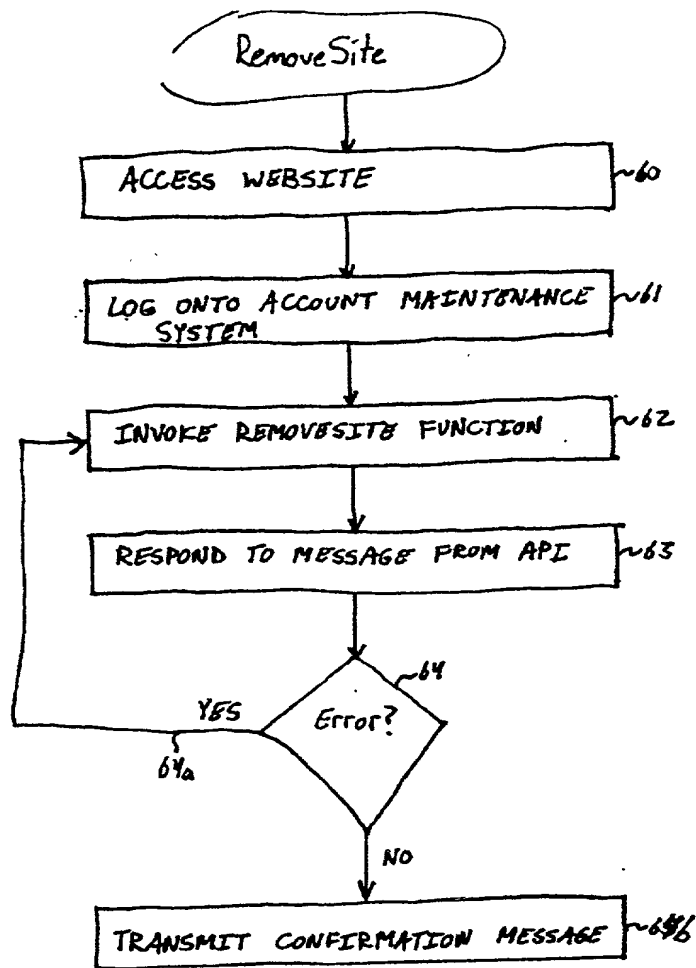 RemoveSite
ACCESS WEBSITE
60
LOG ONTO ACCOUNT MAINTENANCE
SYSTEM
61
INVOKE REMOVESITE FUNCTION
62
RESPOND TO MESSAGE FROM API
63
64
Error?
YES
64a
NO
TRANSMIT CONFIRMATION MESSAGE